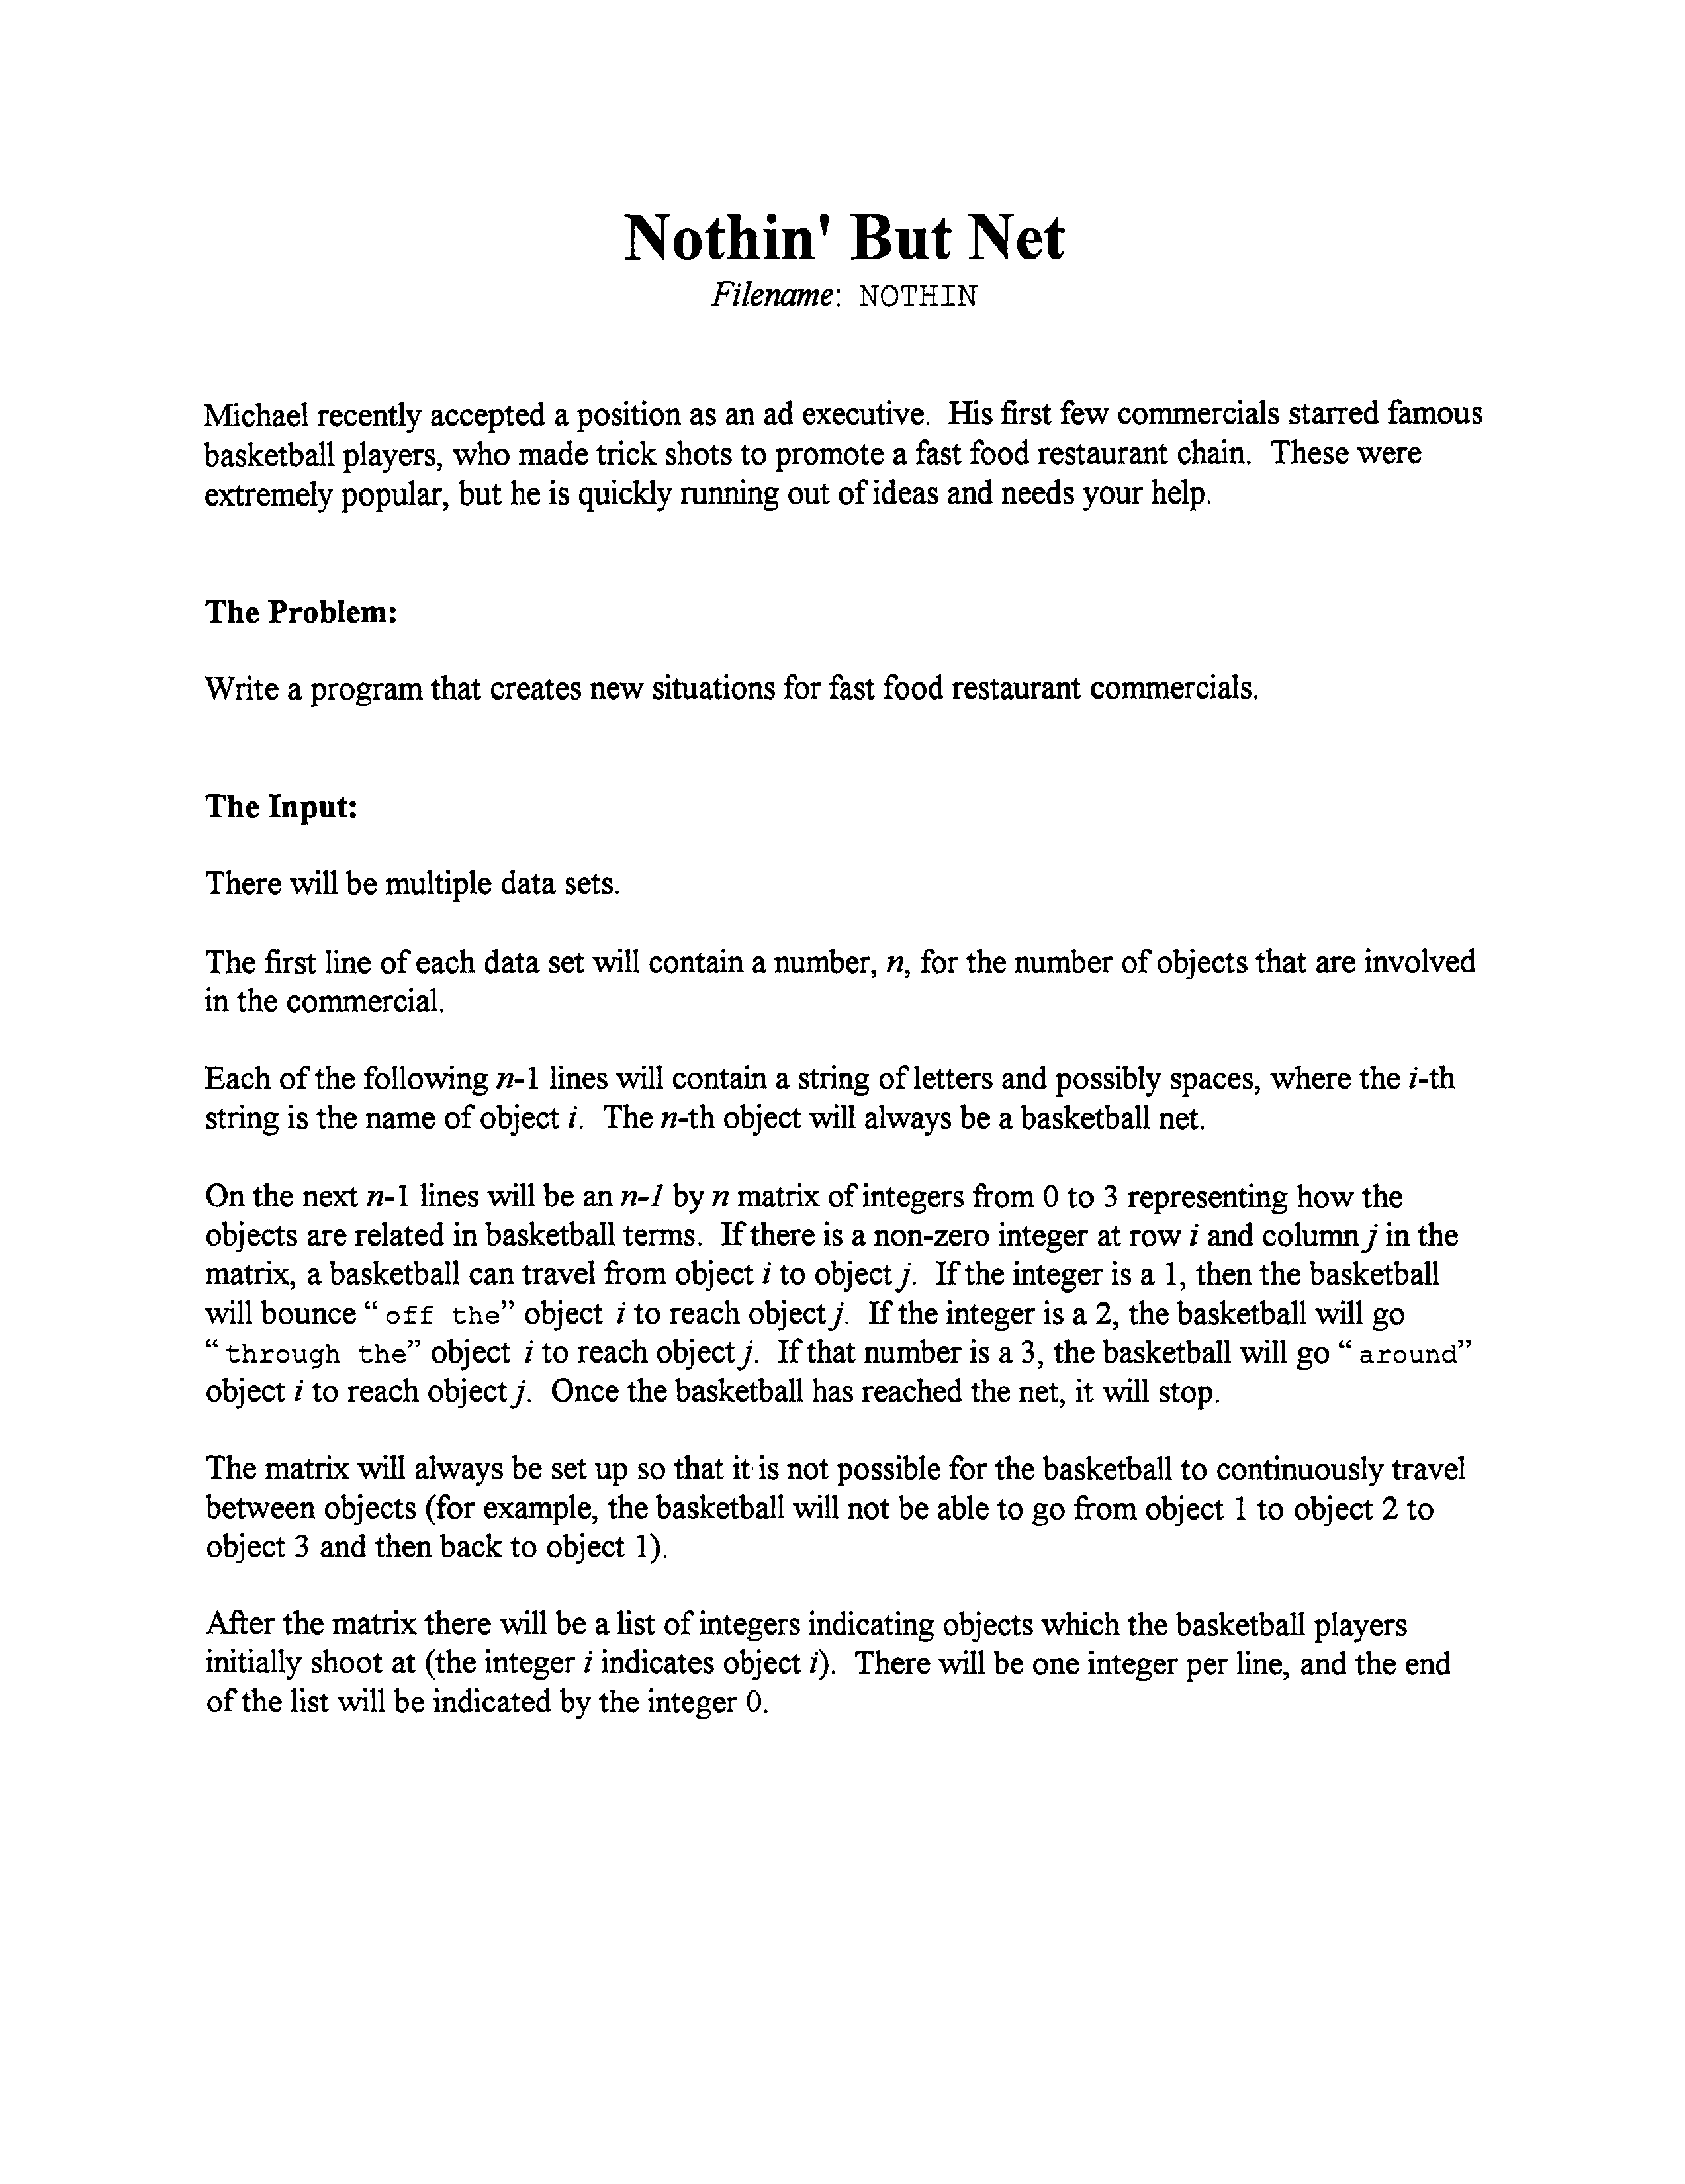 Nothin' But Net
Filename: NOTHIN
Michael recently accepted a position as an ad executive. His first few commercials starred famous
basketball players, who made trick shots to promote a fast food restaurant chain. These were
extremely popular, but he is quickly running out of ideas and needs your help.
The Problem:
Write a program that creates new situations for fast food restaurant commercials.
The Input:
There will be multiple data sets.
The first line of each data set will contain a number, n, for the number of objects that are involved
in the commercial.
Each of the following n-1 lines will contain a string of letters and possibly spaces, where the i-th
string is the name of object i. The n-th object will always be a basketball net.
On the next n-1 lines will be an n-1 by n matrix of integers from 0 to 3 representing how the
objects are related in basketball terms. If there is a non-zero integer at row i and column j in the
matrix, a basketball can travel from object i to object j. If the integer is a 1, then the basketball
will bounce “off the” object i to reach object j. If the integer is a 2, the basketball will go
“through the” object i to reach object j. If that number is a 3, the basketball will go “around”
object i to reach object j. Once the basketball has reached the net, it will stop.
The matrix will always be set up so that it is not possible for the basketball to continuously travel
between objects (for example, the basketball will not be able to go from object 1 to object 2 to
object 3 and then back to object 1).
After the matrix there will be a list of integers indicating objects which the basketball players
initially shoot at (the integer i indicates object i). There will be one integer per line, and the end
of the list will be indicated by the integer 0.